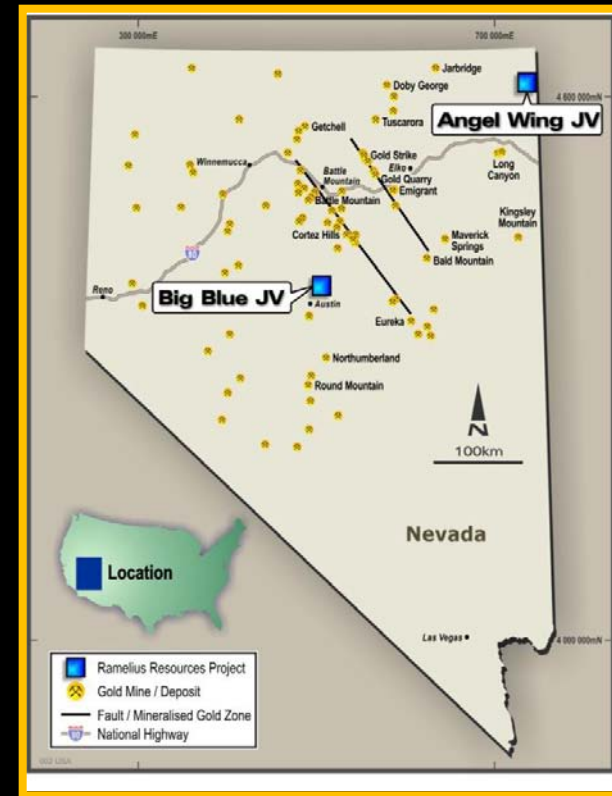 300 000mE
700 000mE
Jarbridge
Doby George
4 600 000mN
Angel Wing JV
Tuscarora
Getchell
Gold Strike
Elko
Long
Canyon
Winnemucca
Battle
Mountain
Gold Quarry
Emigrant
Battle Mountain
Kingsley
Mountain
Cortez Hills
Maverick
Springs
Bald Mountain
80
Reno
Big Blue JV
Austin
Eureka
Northumberland
Round Mountain
N
100km
Nevada
Location
Las Vegas
4 000 000mN
Ramelius Resources Project
Gold Mine / Deposit
Fault / Mineralised Gold Zone
80
National Highway
002 USA